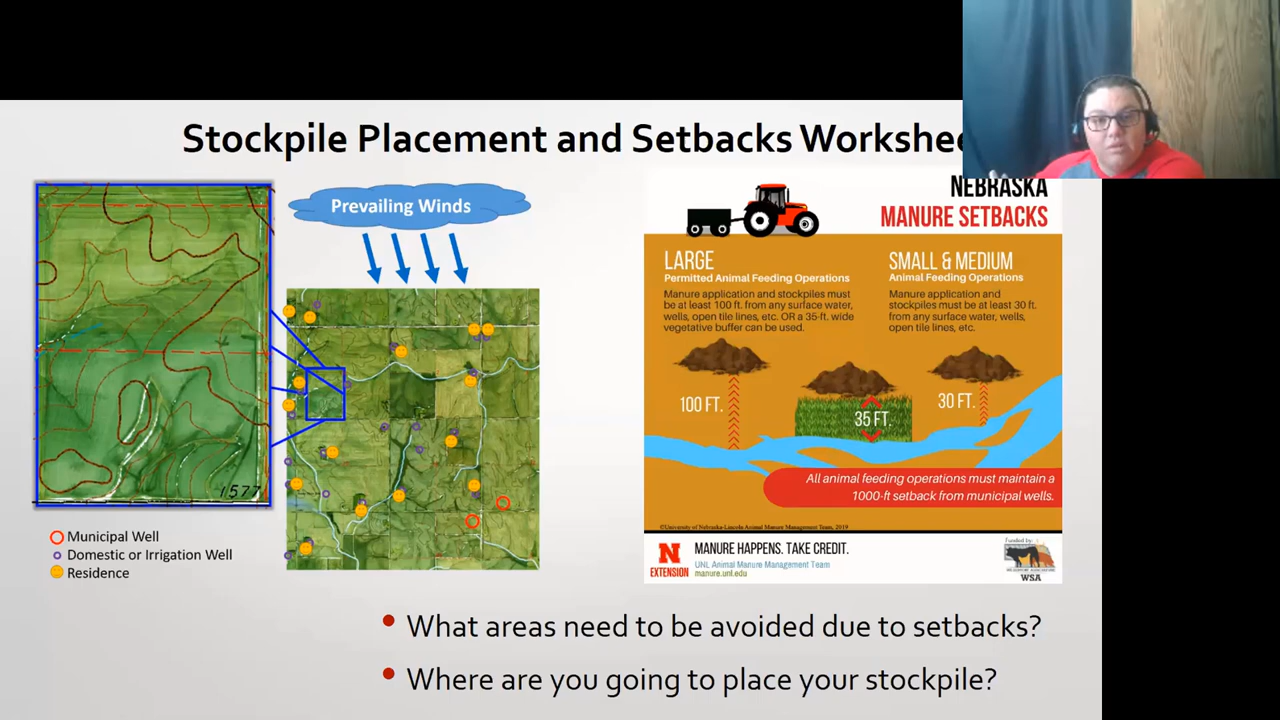 Stockpile Placement and Setbacks Workshee
Prevailing Winds
1577
Municipal Well
Domestic or Irrigation Well
Residence
NEBRASKA
MANURE SETBACKS
LARGE
Permitted Animal Feeding Operations
Manure application and stockpiles must
be at least 100 ft. from any surface water,
wells, open tile lines, etc. OR a 35-ft. wide
vegetative buffer can be used.
SMALL & MEDIUM
Animal Feeding Operations
Manure application and
stockpiles must be at least 30 ft.
from any surface water, wells,
open tile lines, etc.
100 FT.
35 FT.
30 FT.
All animal feeding operations must maintain a
1000-ft setback from municipal wells.
©University of Nebraska-Lincoln Animal Manure Management Team, 2019
N
EXTENSION
MANURE HAPPENS. TAKE CREDIT.
UNL Animal Manure Management Team
manure.unl.edu
Funded by:
WSA
What areas need to be avoided due to setbacks?
Where are you going to place your stockpile?